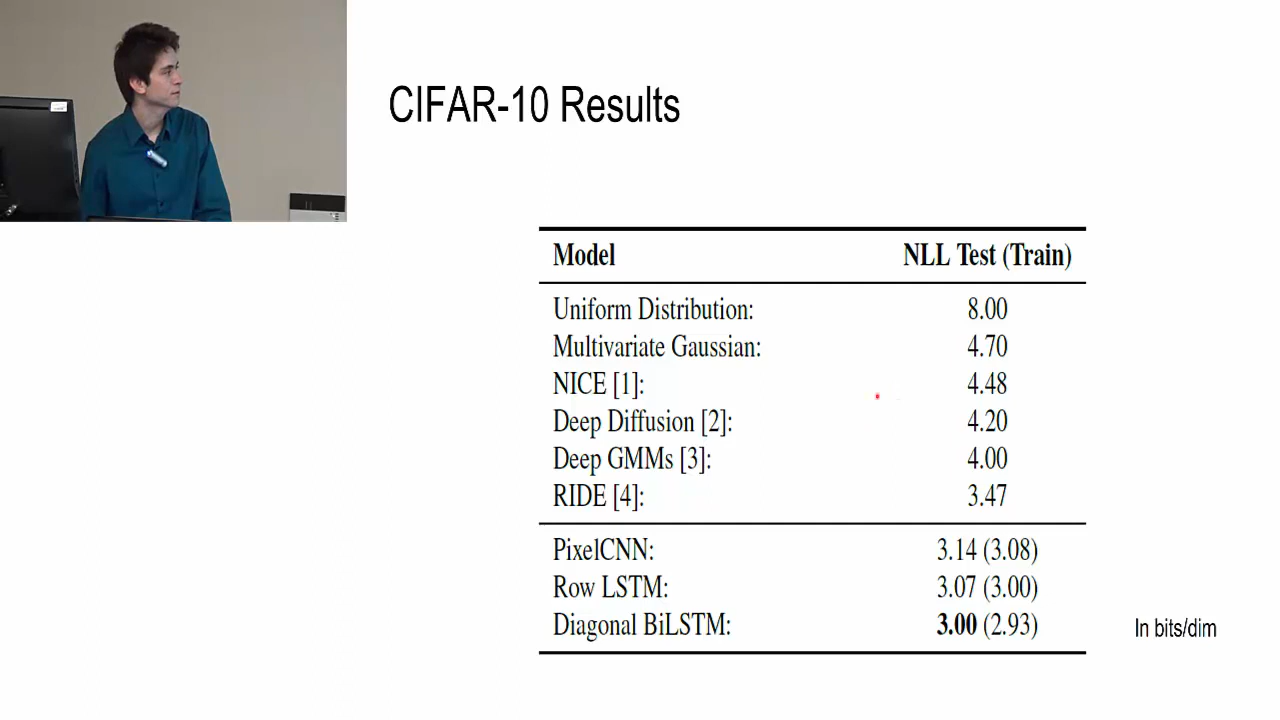 CIFAR-10 Results
Model NLL Test (Train)
Uniform Distribution: 8.00
Multivariate Gaussian: 4.70
NICE [1]: 4.48
Deep Diffusion [2]: 4.20
Deep GMMs [3]: 4.00
RIDE [4]: 3.47
PixelCNN: 3.14 (3.08)
Row LSTM: 3.07 (3.00)
Diagonal BiLSTM: 3.00 (2.93)
In bits/dim